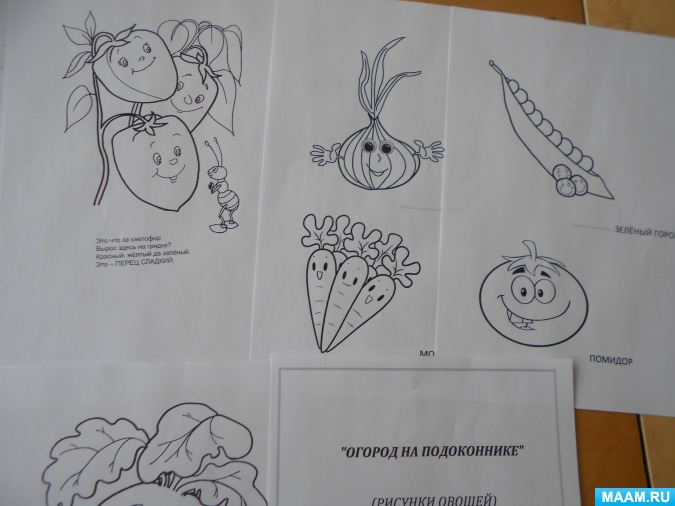 Это что за светофор
Вырос здесь на грядке?
Красный, жёлтый да зелёный.
Это – ПЕРЕЦ СЛАДКИЙ.
МО
ЗЕЛЁНЫЙ ГОРО
ПОМИДОР
"ОГОРОД НА ПОДОКОННИКЕ"
(РИСУНКИ ОВОЩЕЙ)
MAAM.RU